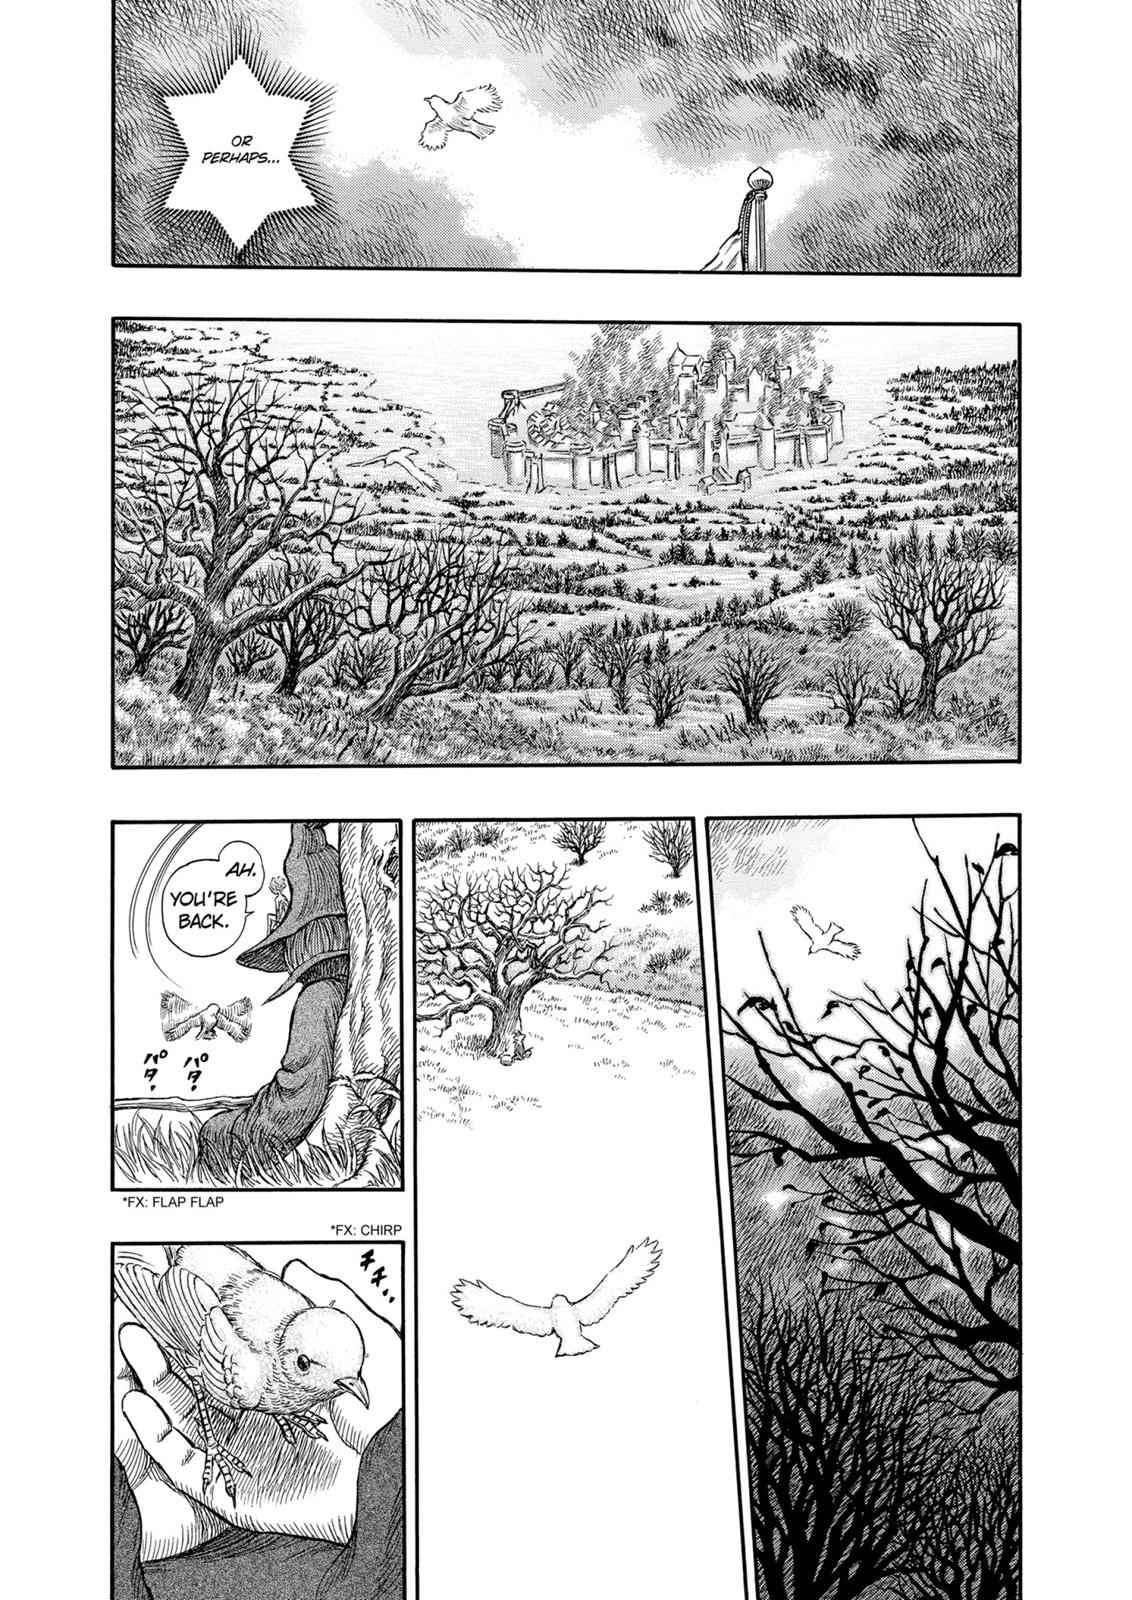 OR
PERHAPS...
AH.
YOU'RE
BACK.
パタパタ
*FX: FLAP FLAP
*FX: CHIRP
チチ..